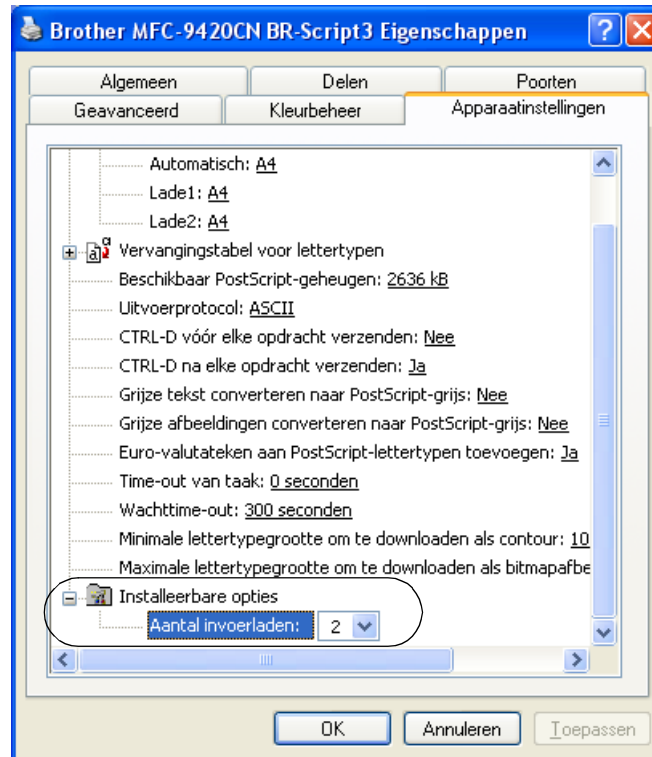 Brother MFC-9420CN BR-Script3 Eigenschappen
Algemeen Delen Poorten
Geavanceerd Kleurbeheer Apparaatinstellingen
Automatisch: A4
Lade1: A4
Lade2: A4
Vervangingstabel voor lettertypen
Beschikbaar PostScript-geheugen: 2636 kB
Uitvoerprotocol: ASCII
CTRL-D vóór elke opdracht verzenden: Nee
CTRL-D na elke opdracht verzenden: Ja
Grijze tekst converteren naar PostScript-grijs: Nee
Grijze afbeeldingen converteren naar PostScript-grijs: Nee
Euro-valutateken aan PostScript-lettertypen toevoegen: Ja
Time-out van taak: 0 seconden
Wachttime-out: 300 seconden
Minimale lettertypegrootte om te downloaden als contour: 10
Maximale lettertypegrootte om te downloaden als bitmapafbe
Installeerbare opties
Aantal invoerladen: 2
OK Annuleren Toepassen